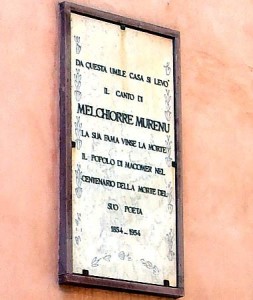 DA QUESTA UMILE CASA SI LEVO'
IL CANTO DI
MELCHIORRE MURENU
LA SUA FAMA VINSE LA MORTE
IL POPOLO DI MACOMER NEL
CENTENARIO DELLA MORTE DEL
SUO POETA
1854-1954